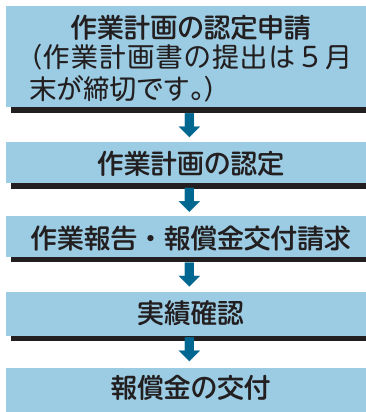 作業計画の認定申請
（作業計画書の提出は５月
末が締切です。）
作業計画の認定
作業報告・報償金交付請求
実績確認
報償金の交付